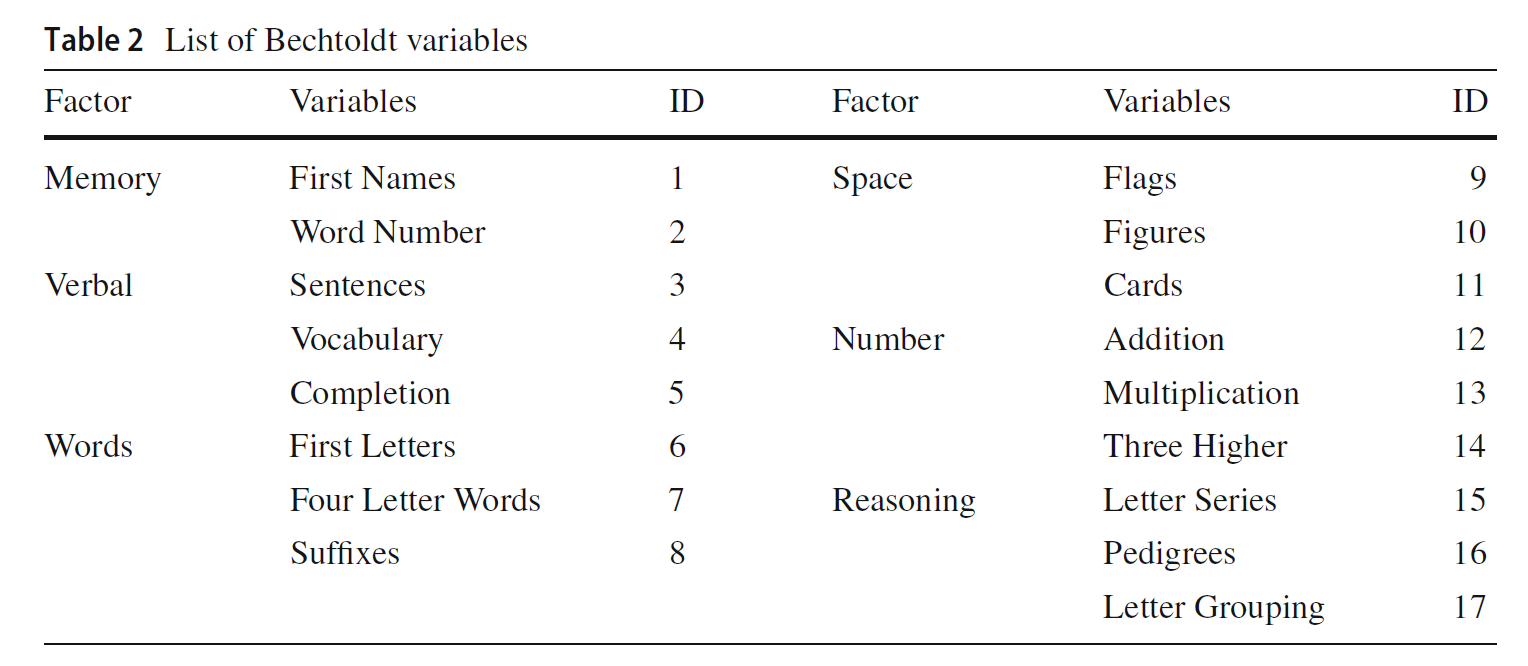 Table 2 List of Bechtoldt variables
Factor Variables ID Factor Variables ID
Memory First Names 1 Space Flags 9
Word Number 2 Figures 10
Verbal Sentences 3 Cards 11
Vocabulary 4 Number Addition 12
Completion 5 Multiplication 13
Words First Letters 6 Three Higher 14
Four Letter Words 7 Reasoning Letter Series 15
Suffixes 8 Pedigrees 16
Letter Grouping 17